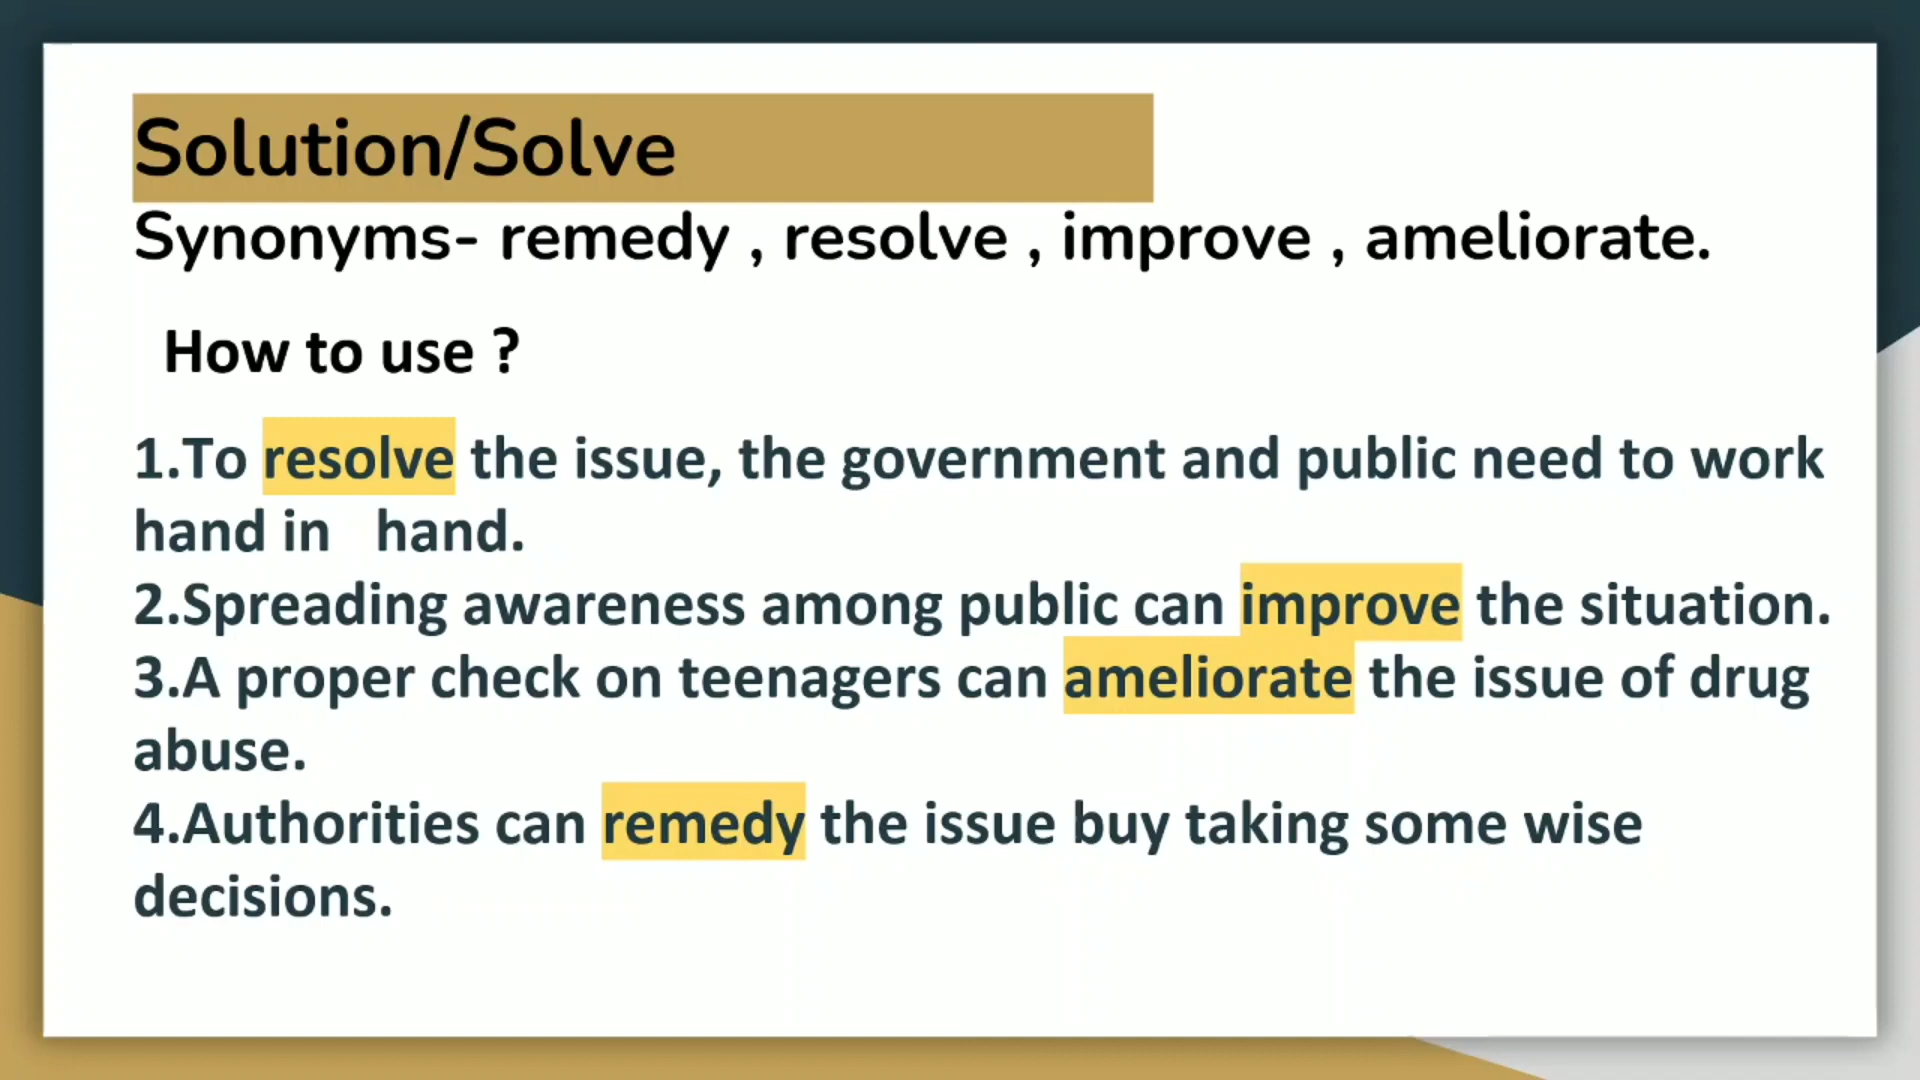 Solution/Solve
Synonyms- remedy , resolve , improve , ameliorate.
How to use ?
1.To resolve the issue, the government and public need to work
hand in   hand.
2.Spreading awareness among public can improve the situation.
3.A proper check on teenagers can ameliorate the issue of drug
abuse.
4.Authorities can remedy the issue buy taking some wise
decisions.